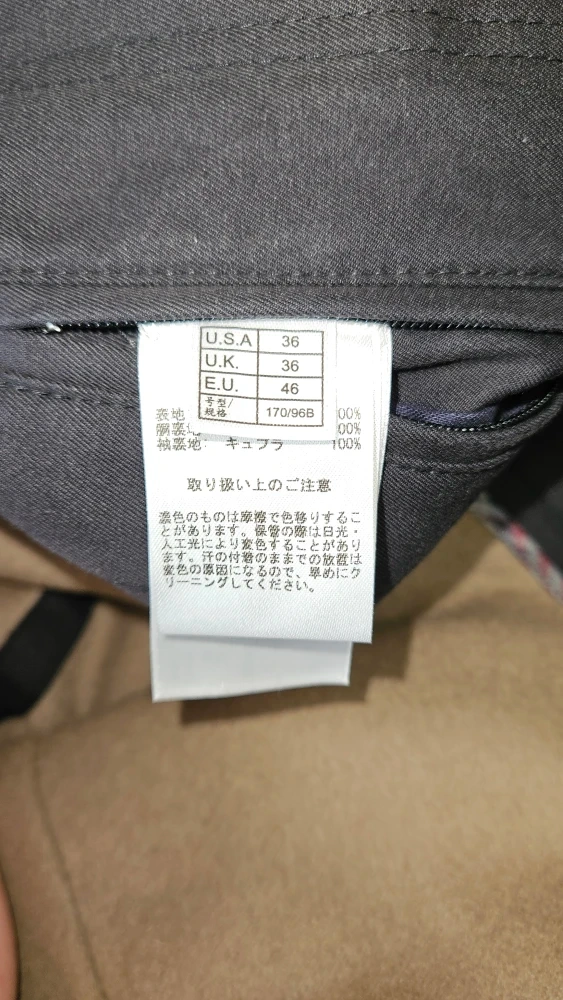 U.S.A 36
U.K. 36
E.U. 46
号型/規格 170/96B
表地 00%
胴裏地 00%
袖裏地: キュプラ 100%
取り扱い上のご注意
濃色のものは摩擦で色移りするこ
とがあります。保管の際は日光・
人工光により変色することがあり
ます。汗の付着のままでの放置は
変色の原因になるので、早めにク
リーニングしてください。